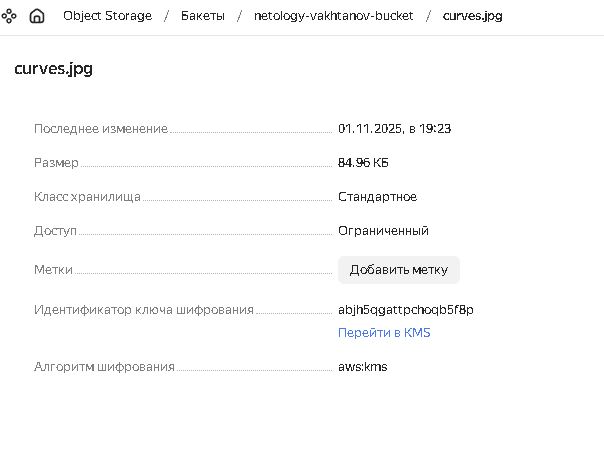 Object Storage / Бакеты / netology-vakhtanov-bucket / curves.jpg
curves.jpg
Последнее изменение 01.11.2025, в 19:23
Размер 84.96 КБ
Класс хранилища Стандартное
Доступ Ограниченный
Метки Добавить метку
Идентификатор ключа шифрования abjh5qgattpchoqb5f8p
Перейти в KMS
Алгоритм шифрования aws:kms